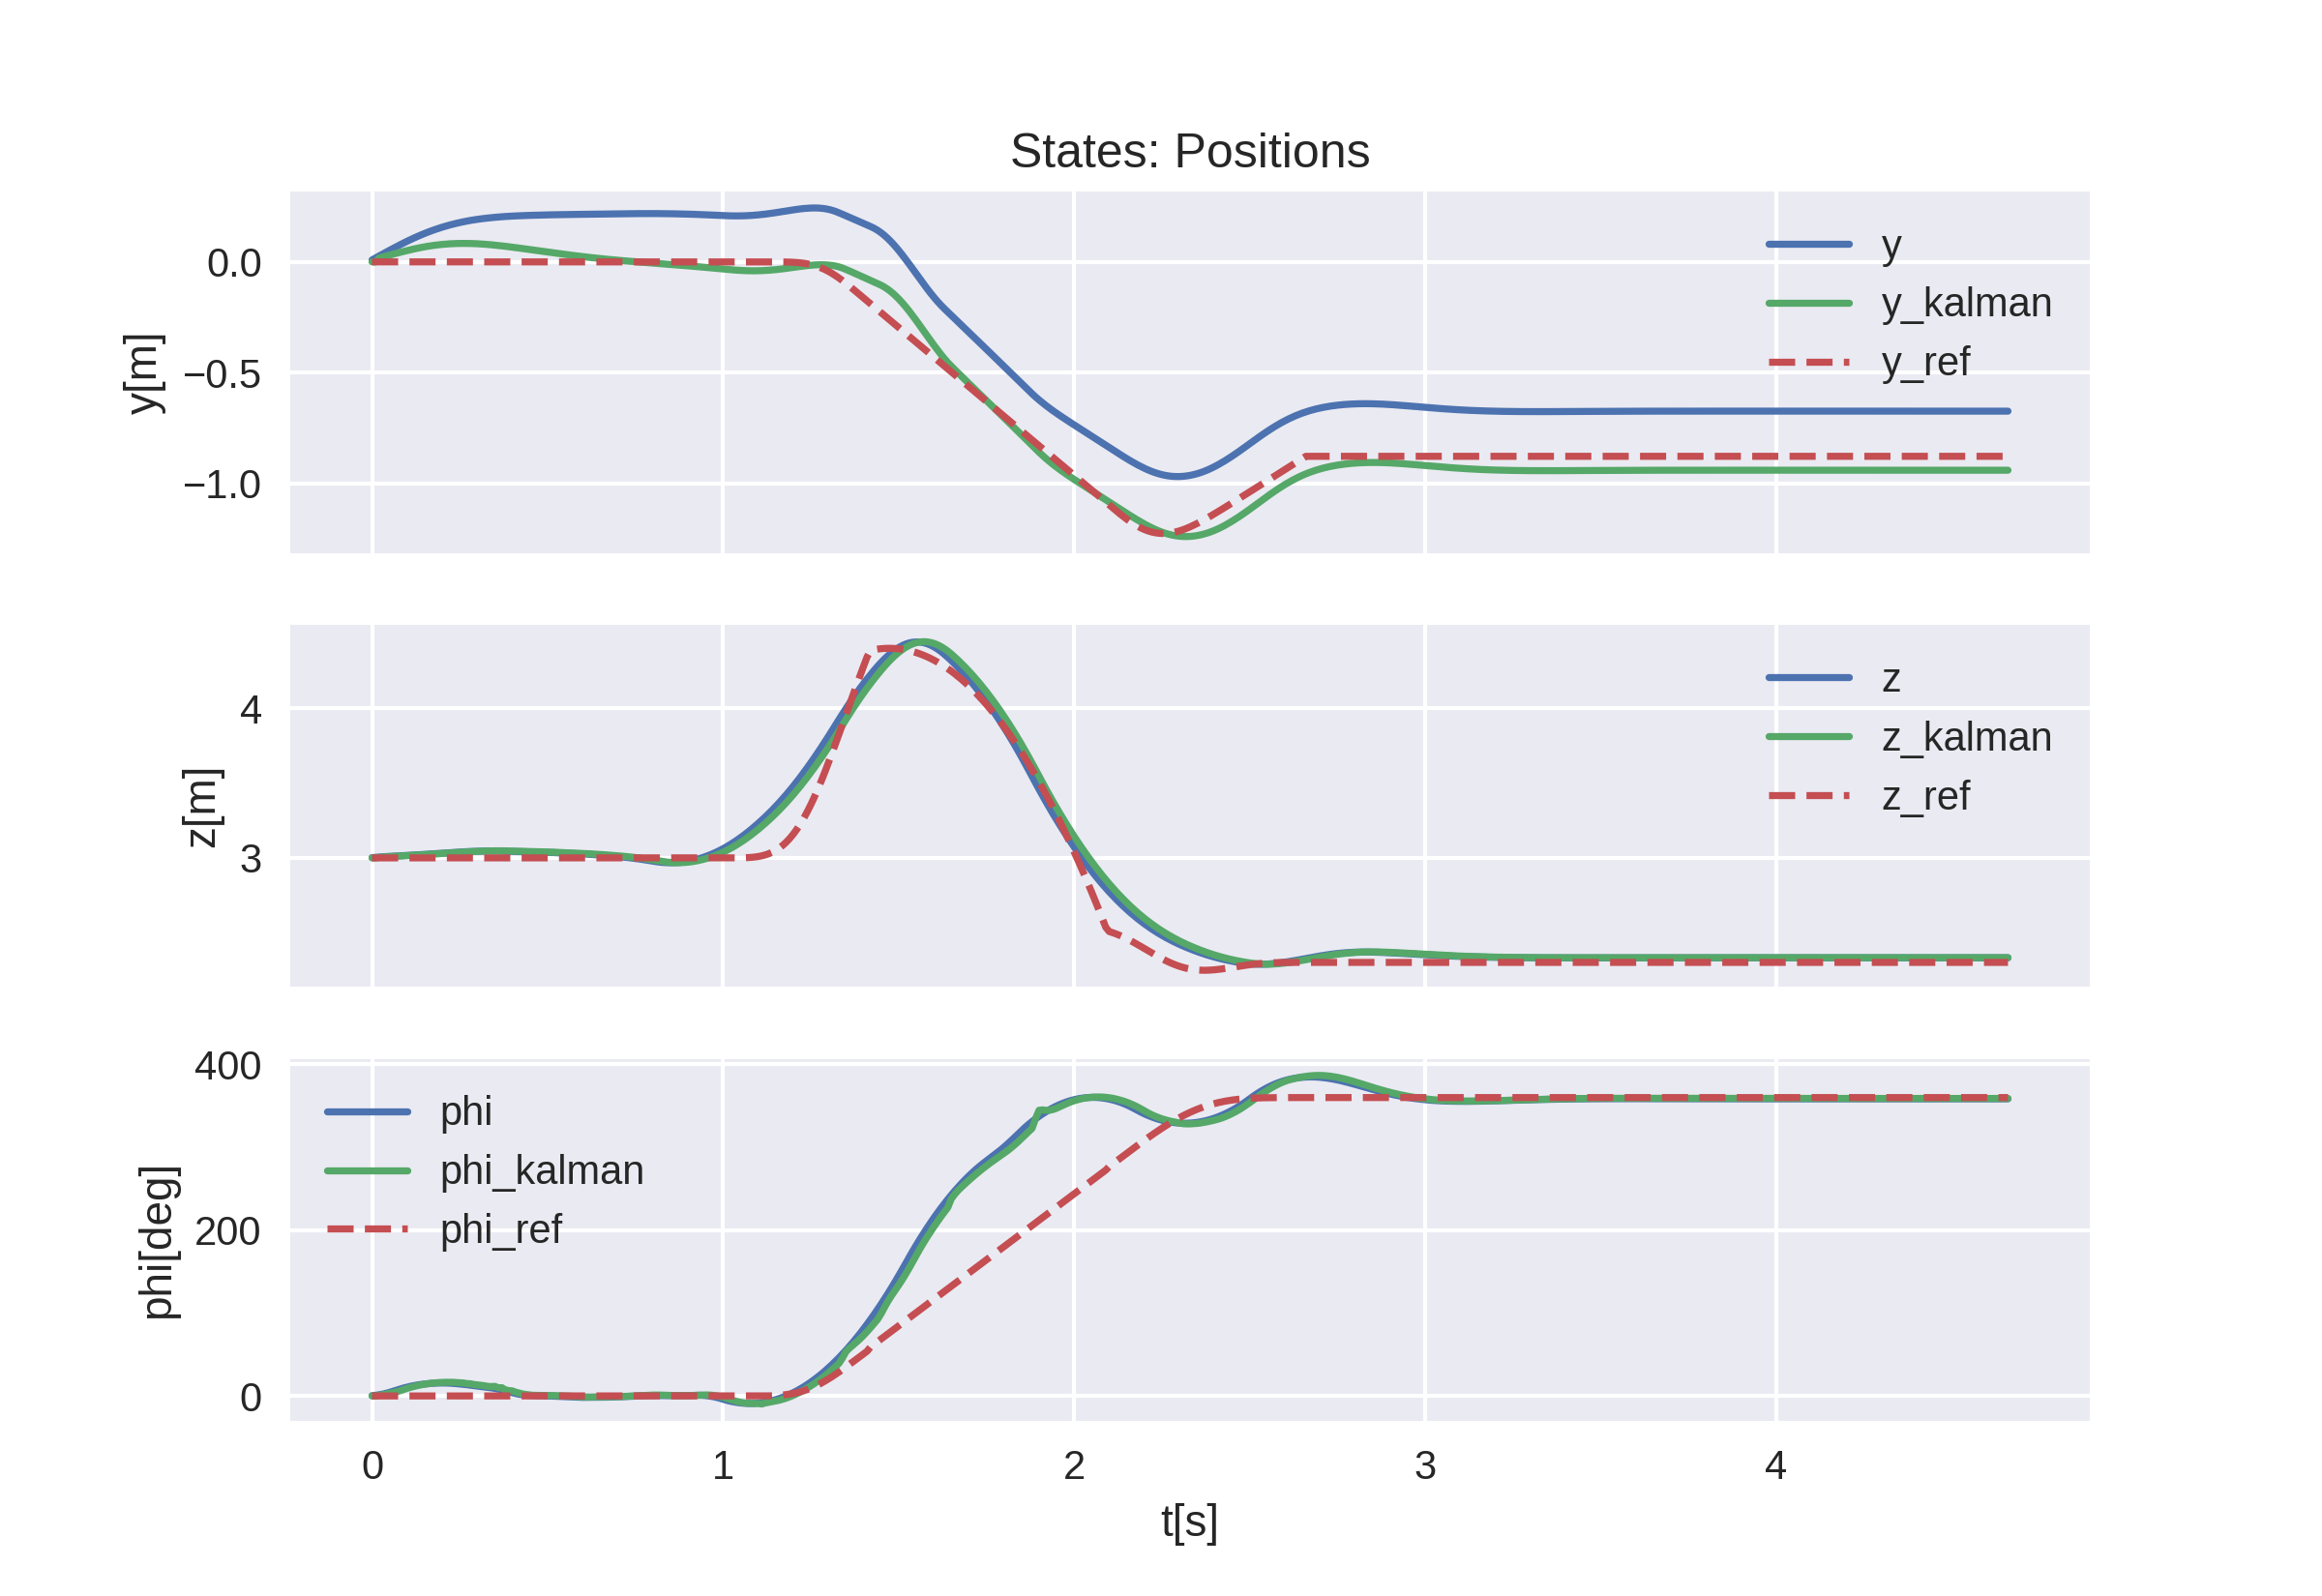 States: Positions
y[m]
0.0
−0.5
−1.0
y
y_kalman
y_ref
z[m]
4
3
z
z_kalman
z_ref
phi[deg]
400
200
0
phi
phi_kalman
phi_ref
0 1 2 3 4
t[s]